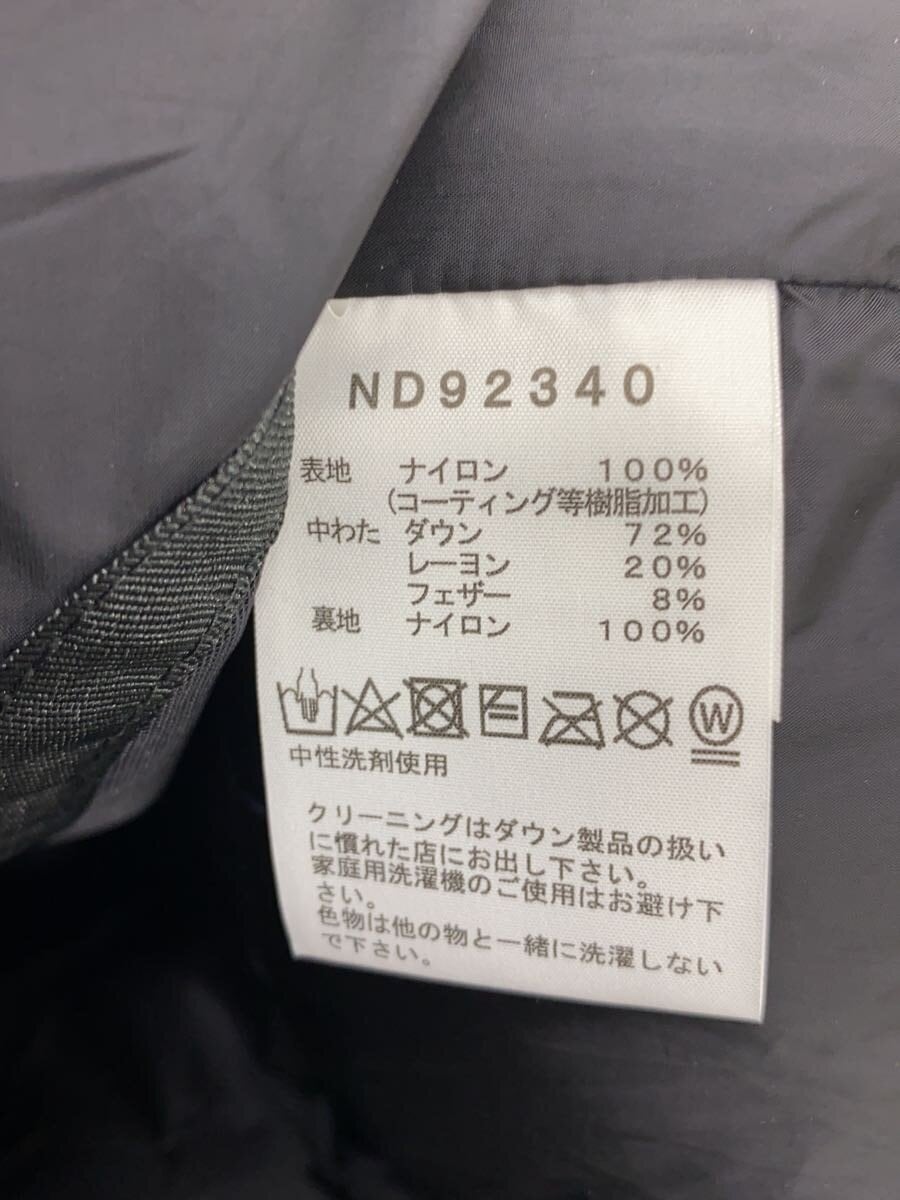 ND92340
表地 ナイロン 100%
(コーティング等樹脂加工)
中わた ダウン 72%
レーヨン 20%
フェザー 8%
裏地 ナイロン 100%
W
中性洗剤使用
クリーニングはダウン製品の扱い
に慣れた店にお出し下さい。
家庭用洗濯機のご使用はお避け下
さい。
色物は他の物と一緒に洗濯しない
で下さい。